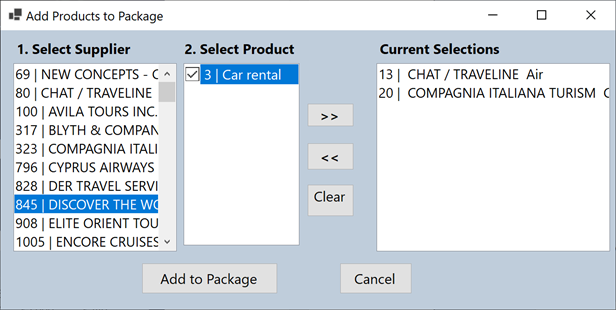 Add Products to Package
1. Select Supplier
2. Select Product
Current Selections
69 | NEW CONCEPTS - C
80 | CHAT / TRAVELINE
100 | AVILA TOURS INC.
317 | BLYTH & COMPAN
323 | COMPAGNIA ITALI
796 | CYPRUS AIRWAYS
828 | DER TRAVEL SERVI
845 | DISCOVER THE WO
908 | ELITE ORIENT TOU
1005 | ENCORE CRUISES
3 | Car rental
>>
<<
Clear
13 | CHAT / TRAVELINE Air
20 | COMPAGNIA ITALIANA TURISM C
Add to Package
Cancel